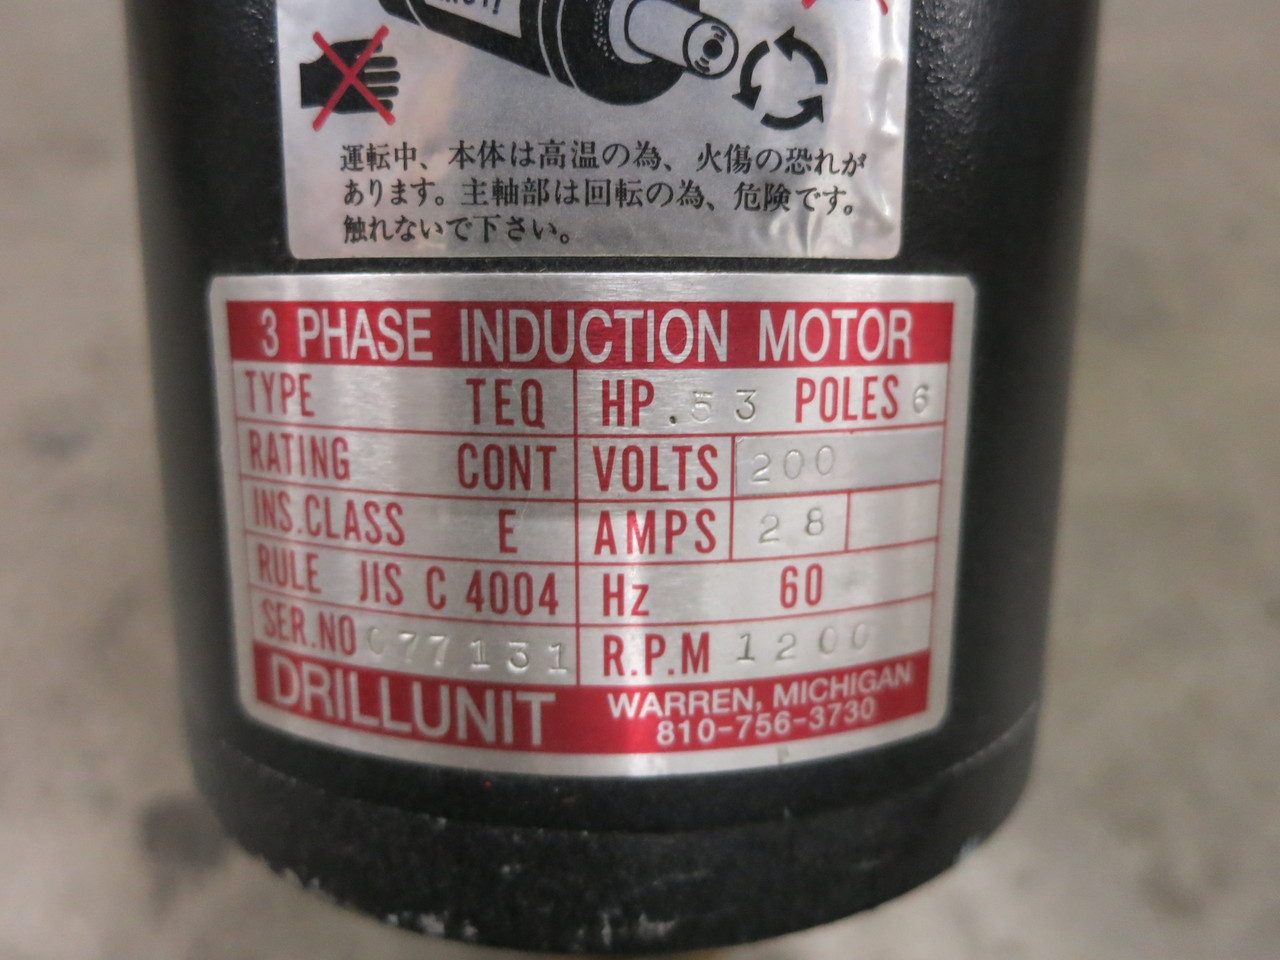 運転中、本体は高温の為、火傷の恐れが
あります。主軸部は回転の為、危険です。
触れないで下さい。
3 PHASE INDUCTION MOTOR
TYPE TEQ HP .53 POLES 6
RATING CONT VOLTS 200
INS.CLASS E AMPS 28
RULE JIS C 4004 Hz 60
SER.NO 077131 R.P.M 1200
DRILLUNIT WARREN, MICHIGAN
810-756-3730